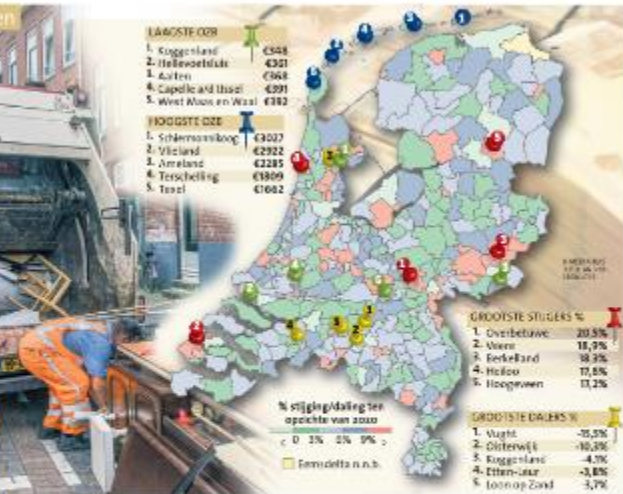 en
LAAGSTE OZB
1. Koggenland €348
2. Hellevoetsluis €361
3. Aalten €368
4. Capelle a/d IJssel €391
5. West Maas en Waal €392
HOOGSTE OZB
1. Schiermonnikoog €3027
2. Vlieland €2922
3. Ameland €2285
4. Terschelling €1809
5. Texel €1662
GROOTSTE STIJGERS %
1. Overbetuwe 20,5%
2. Veere 18,9%
3. Berkelland 18,3%
4. Heiloo 17,6%
5. Hoogeveen 17,2%
GROOTSTE DALERS %
1. Vught -15,5%
2. Oisterwijk -10,3%
3. Koggenland -4,1%
4. Etten-Leur -3,8%
5. Loon op Zand -3,7%
% stijging/daling ten
opzichte van 2020
< 0 3% 6% 9% >
Eemsdelta n.n.b.